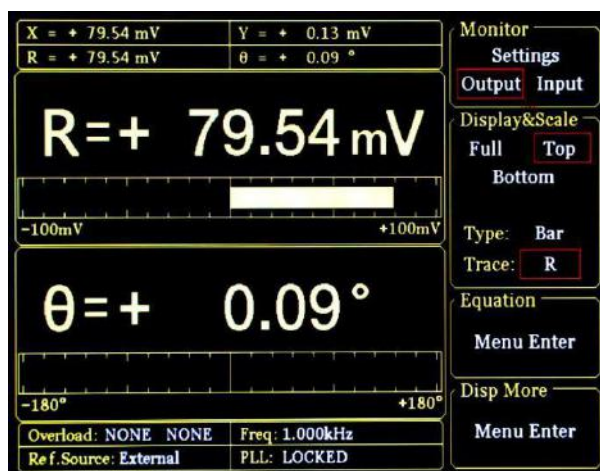 X = + 79.54 mV
Y = + 0.13 mV
R = + 79.54 mV
θ = + 0.09 °
R=+ 79.54 mV
-100mV
+100mV
θ=+ 0.09°
-180°
+180°
Overload: NONE NONE
Freq: 1.000kHz
Ref.Source: External
PLL: LOCKED
Monitor
Settings
Output Input
Display&Scale
Full Top
Bottom
Type: Bar
Trace: R
Equation
Menu Enter
Disp More
Menu Enter